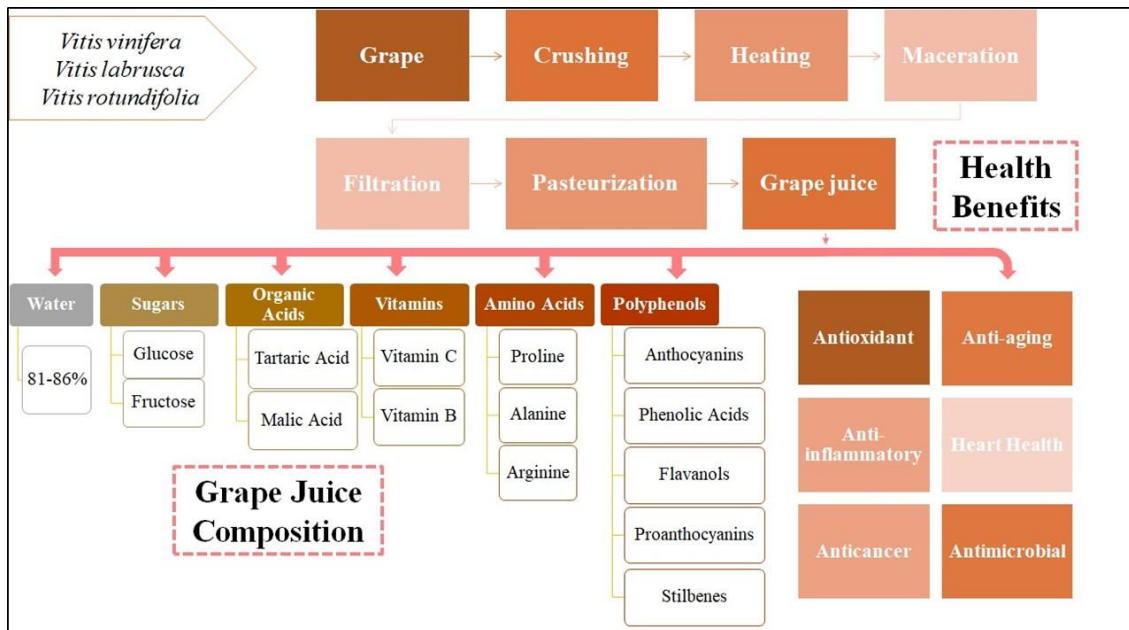 Vitis vinifera
Vitis labrusca
Vitis rotundifolia
Grape
Crushing
Heating
Maceration
Filtration
Pasteurization
Grape juice
Health
Benefits
Water
81-86%
Sugars
Glucose
Fructose
Organic
Acids
Tartaric Acid
Malic Acid
Vitamins
Vitamin C
Vitamin B
Amino Acids
Proline
Alanine
Arginine
Polyphenols
Anthocyanins
Phenolic Acids
Flavanols
Proanthocyanins
Stilbenes
Grape Juice
Composition
Antioxidant
Anti-aging
Anti-
inflammatory
Heart Health
Anticancer
Antimicrobial